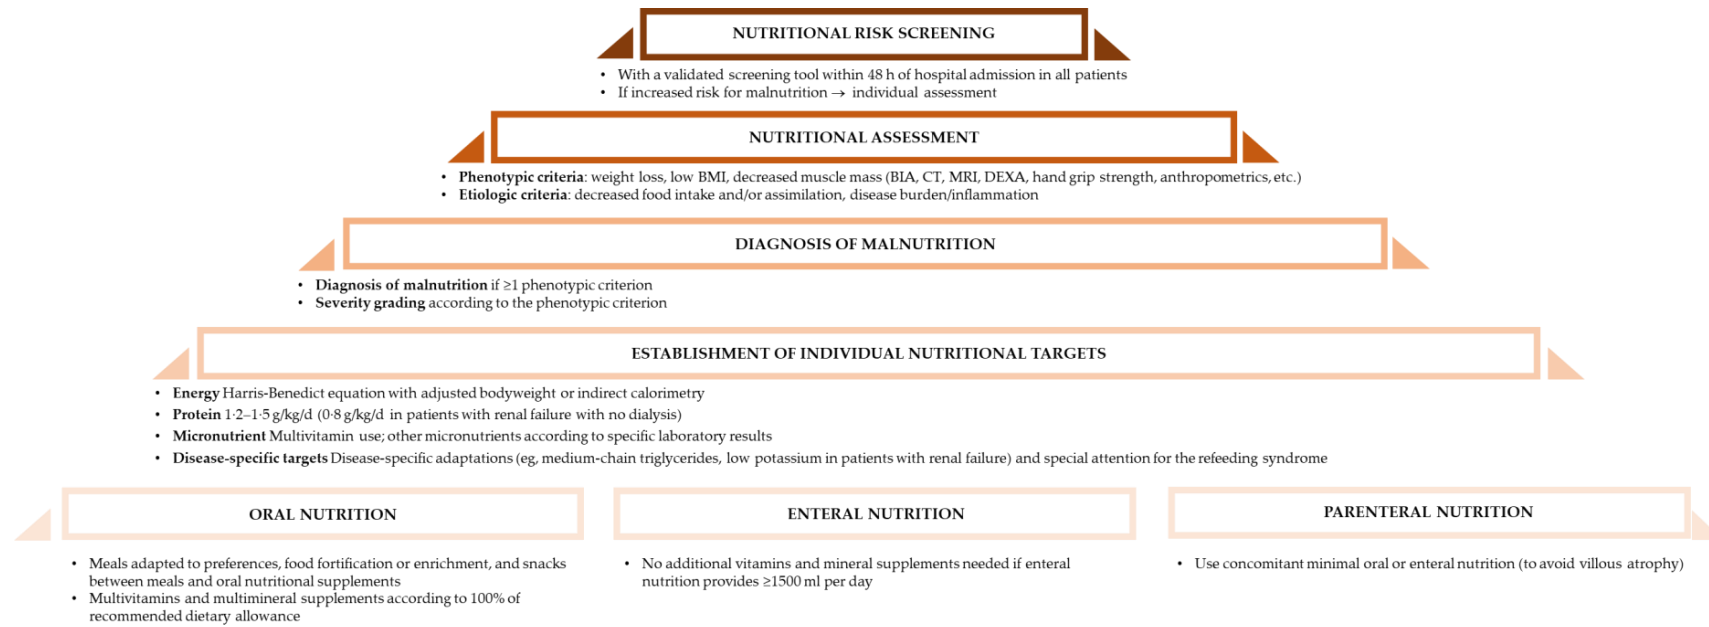 NUTRITIONAL RISK SCREENING
• With a validated screening tool within 48 h of hospital admission in all patients
• If increased risk for malnutrition → individual assessment
NUTRITIONAL ASSESSMENT
• Phenotypic criteria: weight loss, low BMI, decreased muscle mass (BIA, CT, MRI, DEXA, hand grip strength, anthropometrics, etc.)
• Etiologic criteria: decreased food intake and/or assimilation, disease burden/inflammation
DIAGNOSIS OF MALNUTRITION
• Diagnosis of malnutrition if ≥1 phenotypic criterion
• Severity grading according to the phenotypic criterion
ESTABLISHMENT OF INDIVIDUAL NUTRITIONAL TARGETS
• Energy Harris-Benedict equation with adjusted bodyweight or indirect calorimetry
• Protein 1·2–1·5 g/kg/d (0·8 g/kg/d in patients with renal failure with no dialysis)
• Micronutrient Multivitamin use; other micronutrients according to specific laboratory results
• Disease-specific targets Disease-specific adaptations (eg, medium-chain triglycerides, low potassium in patients with renal failure) and special attention for the refeeding syndrome
ORAL NUTRITION
• Meals adapted to preferences, food fortification or enrichment, and snacks
between meals and oral nutritional supplements
• Multivitamins and multimineral supplements according to 100% of
recommended dietary allowance
ENTERAL NUTRITION
• No additional vitamins and mineral supplements needed if enteral
nutrition provides ≥1500 ml per day
PARENTERAL NUTRITION
• Use concomitant minimal oral or enteral nutrition (to avoid villous atrophy)